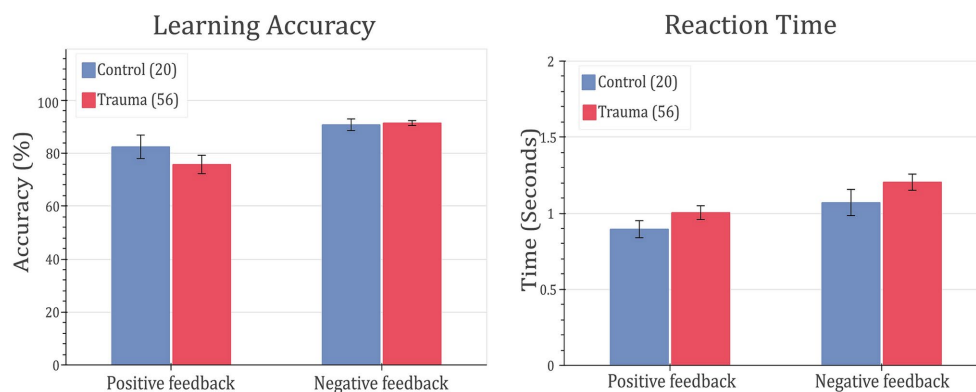 Learning Accuracy
Control (20)
Trauma (56)
Accuracy (%)
100
80
60
40
20
0
Positive feedback
Negative feedback
Reaction Time
Control (20)
Trauma (56)
Time (Seconds)
2
1.5
1
0.5
0
Positive feedback
Negative feedback